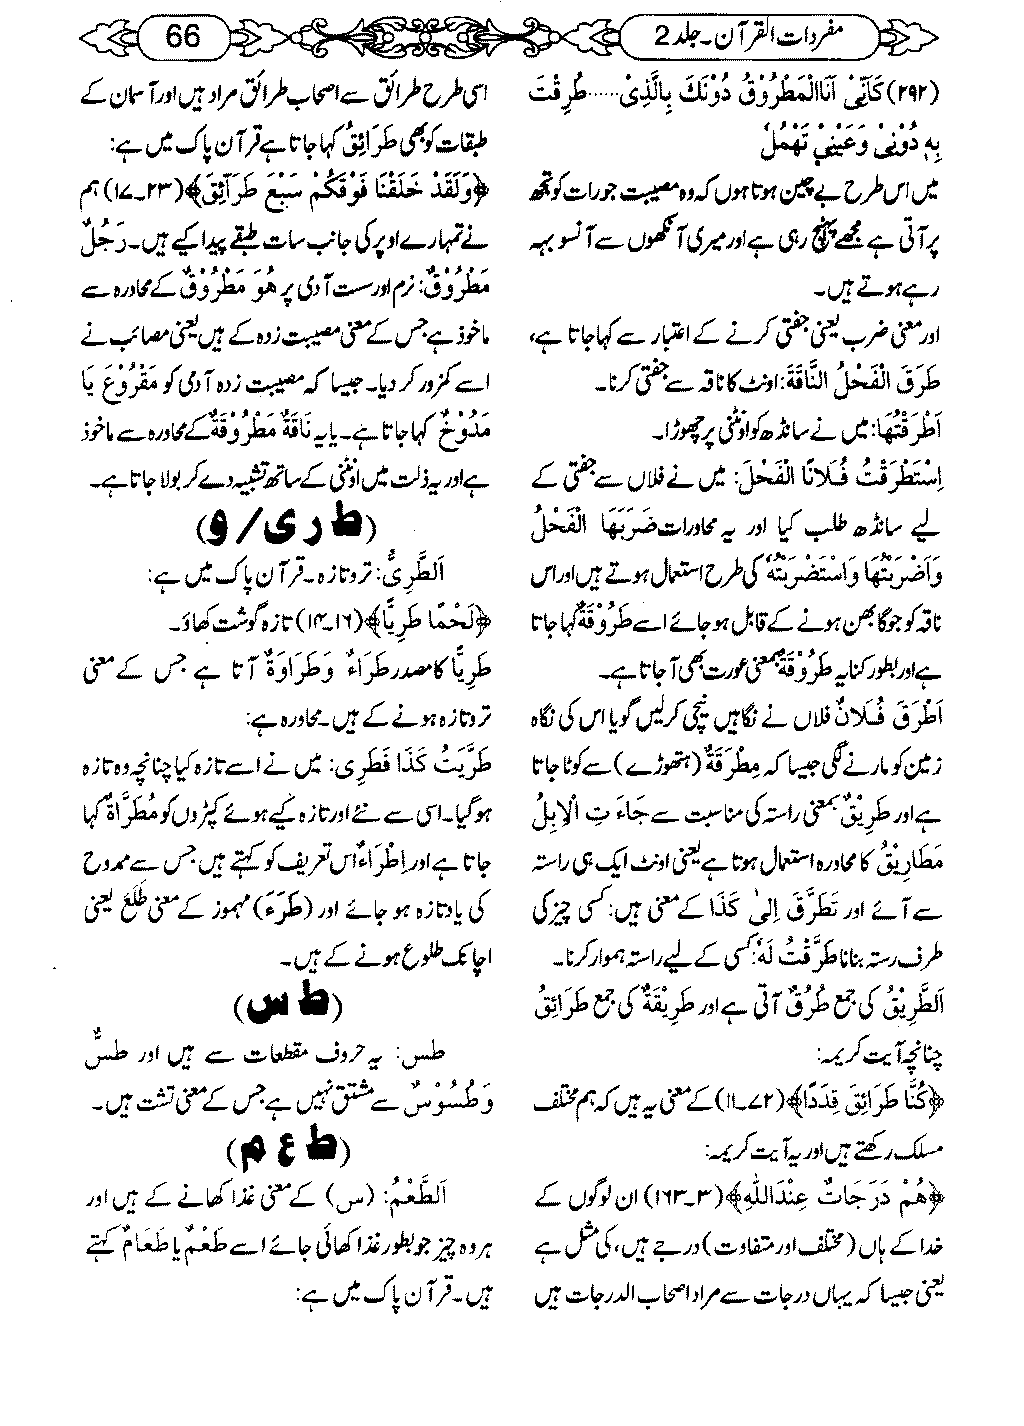 مفردات القرآن۔ جلد 2
66
(۲۹۲) كَأَنِّیْ اَنَاالْمَطْرُوْقُ دُوْنَكَ بِالَّذِیْ ..... طُرِقْتَ
بِهٖ دُوْنِیْ وَعَیْنِیْ تَهْمُلُ
میں اس طرح بے چین ہوتا ہوں کہ وہ مصیبت جو رات کو تجھ
پر آتی ہے مجھے پہنچ رہی ہے اور میری آنکھوں سے آنسو بہہ
رہے ہوتے ہیں۔
اور معنی ضرب یعنی جفتی کرنے کے اعتبار سے کہا جاتا ہے،
طَرَقَ الْفَحْلُ النَّاقَةَ: اونٹ کا ناقہ سے جفتی کرنا۔
اَطْرَقْتُهَا: میں نے سانڈھ کو اونٹنی پر چھوڑا۔
اِسْتَطْرَقْتُ فُلَانًا الْفَحْلَ: میں نے فلاں سے جفتی کے
لیے سانڈھ طلب کیا اور یہ محاورات ضَرَبَهَا الْفَحْلُ
وَاَضْرَبْتُهَا وَاسْتَضْرَبْتُهٗ کی طرح استعمال ہوتے ہیں اور اس
ناقہ کو جو گابھن ہونے کے قابل ہو جائے اسے طَرُوْقَةٌ کہا جاتا
ہے اور بطور کنایہ طَرُوْقَةٌ بمعنی عورت بھی آ جاتا ہے۔
اَطْرَقَ فُلَانٌ فلاں نے نگاہیں نیچی کرلیں گویا اس کی نگاہ
زمین کو مارنے لگی جیسا کہ مِطْرَقَةٌ (ہتھوڑے) سے کوٹا جاتا
ہے اور طَرِيْقٌ بمعنی راستہ کی مناسبت سے جَاءَتِ الْاِبِلُ
مَطَارِيْقُ کا محاورہ استعمال ہوتا ہے یعنی اونٹ ایک ہی راستہ
سے آئے اور تَطَرَّقَ اِلٰی كَذَا کے معنی ہیں: کسی چیز کی
طرف رستہ بنانا طَرَّقْتُ لَهٗ: کسی کے لیے راستہ ہموار کرنا۔
اَلطَّرِيْقُ کی جمع طُرُقٌ آتی ہے اور طَرِيْقَةٌ کی جمع طَرَائِقُ
چنانچہ آیت کریمہ:
﴿كُنَّا طَرَائِقَ قِدَدًا﴾ (۷۲۔۱۱) کے معنی یہ ہیں کہ ہم مختلف
مسلک رکھتے ہیں اور یہ آیت کریمہ:
﴿هُمْ دَرَجَاتٌ عِنْدَاللهِ﴾ (۳۔۱۶۳) ان لوگوں کے
خدا کے ہاں (مختلف اور متفاوت) درجے ہیں، کی مثل ہے
یعنی جیسا کہ یہاں درجات سے مراد اصحاب الدرجات ہیں
اسی طرح طرائق سے اصحاب طرائق مراد ہیں اور آسمان کے
طبقات کو بھی طَرَائِقُ کہا جاتا ہے قرآن پاک میں ہے:
﴿وَلَقَدْ خَلَقْنَا فَوْقَكُمْ سَبْعَ طَرَآئِقَ﴾ (۲۳۔۱۷) ہم
نے تمہارے اوپر کی جانب سات طبقے پیدا کیے ہیں۔ رَجُلٌ
مَطْرُوْقٌ: نرم اور سست آدمی پر هُوَ مَطْرُوْقٌ کے محاورہ سے
ماخوذ ہے جس کے معنی مصیبت زدہ کے ہیں یعنی مصائب نے
اسے کمزور کر دیا۔ جیسا کہ مصیبت زدہ آدمی کو مَقْرُوْعٌ یا
مَدُوْخٌ کہا جاتا ہے۔ یا یہ نَاقَةٌ مَطْرُوْقَةٌ کے محاورہ سے ماخوذ
ہے اور یہ ذلت میں اونٹنی کے ساتھ تشبیہ دے کر بولا جاتا ہے۔
(ط ر ی / و)
اَلطَّرِیُّ: تروتازہ۔ قرآن پاک میں ہے:
﴿لَحْمًا طَرِيًّا﴾ (۱۶۔۱۴) تازہ گوشت کھاؤ۔
طَرِيًّا کا مصدر طَرَاءٌ وَطَرَاوَةٌ آتا ہے جس کے معنی
تروتازہ ہونے کے ہیں۔ محاورہ ہے:
طَرَّيْتُ كَذَا فَطَرِیَ: میں نے اسے تازہ کیا چنانچہ وہ تازہ
ہو گیا۔ اسی سے نئے اور تازہ کیے ہوئے کپڑوں کو مُطَرَّاةٌ کہا
جاتا ہے اور اِطْرَاءٌ اس تعریف کو کہتے ہیں جس سے ممدوح
کی یاد تازہ ہو جائے اور (طَرَءَ) مہموز کے معنی طَلَعَ یعنی
اچانک طلوع ہونے کے ہیں۔
(ط س)
طٰس: یہ حروف مقطعات سے ہیں اور طَسٌّ
وَطُسُوْسٌ سے مشتق نہیں ہے جس کے معنی تشت ہیں۔
(ط ع م)
اَلطَّعْمُ: (س) کے معنی غذا کھانے کے ہیں اور
ہر وہ چیز جو بطور غذا کھائی جائے اسے طَعْمٌ یا طَعَامٌ کہتے
ہیں۔ قرآن پاک میں ہے: